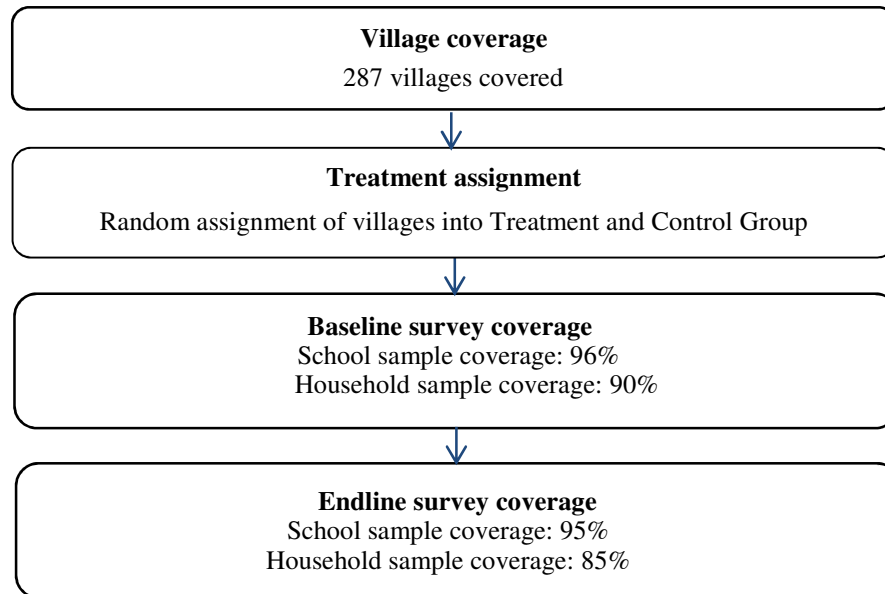 Village coverage
287 villages covered
Treatment assignment
Random assignment of villages into Treatment and Control Group
Baseline survey coverage
School sample coverage: 96%
Household sample coverage: 90%
Endline survey coverage
School sample coverage: 95%
Household sample coverage: 85%